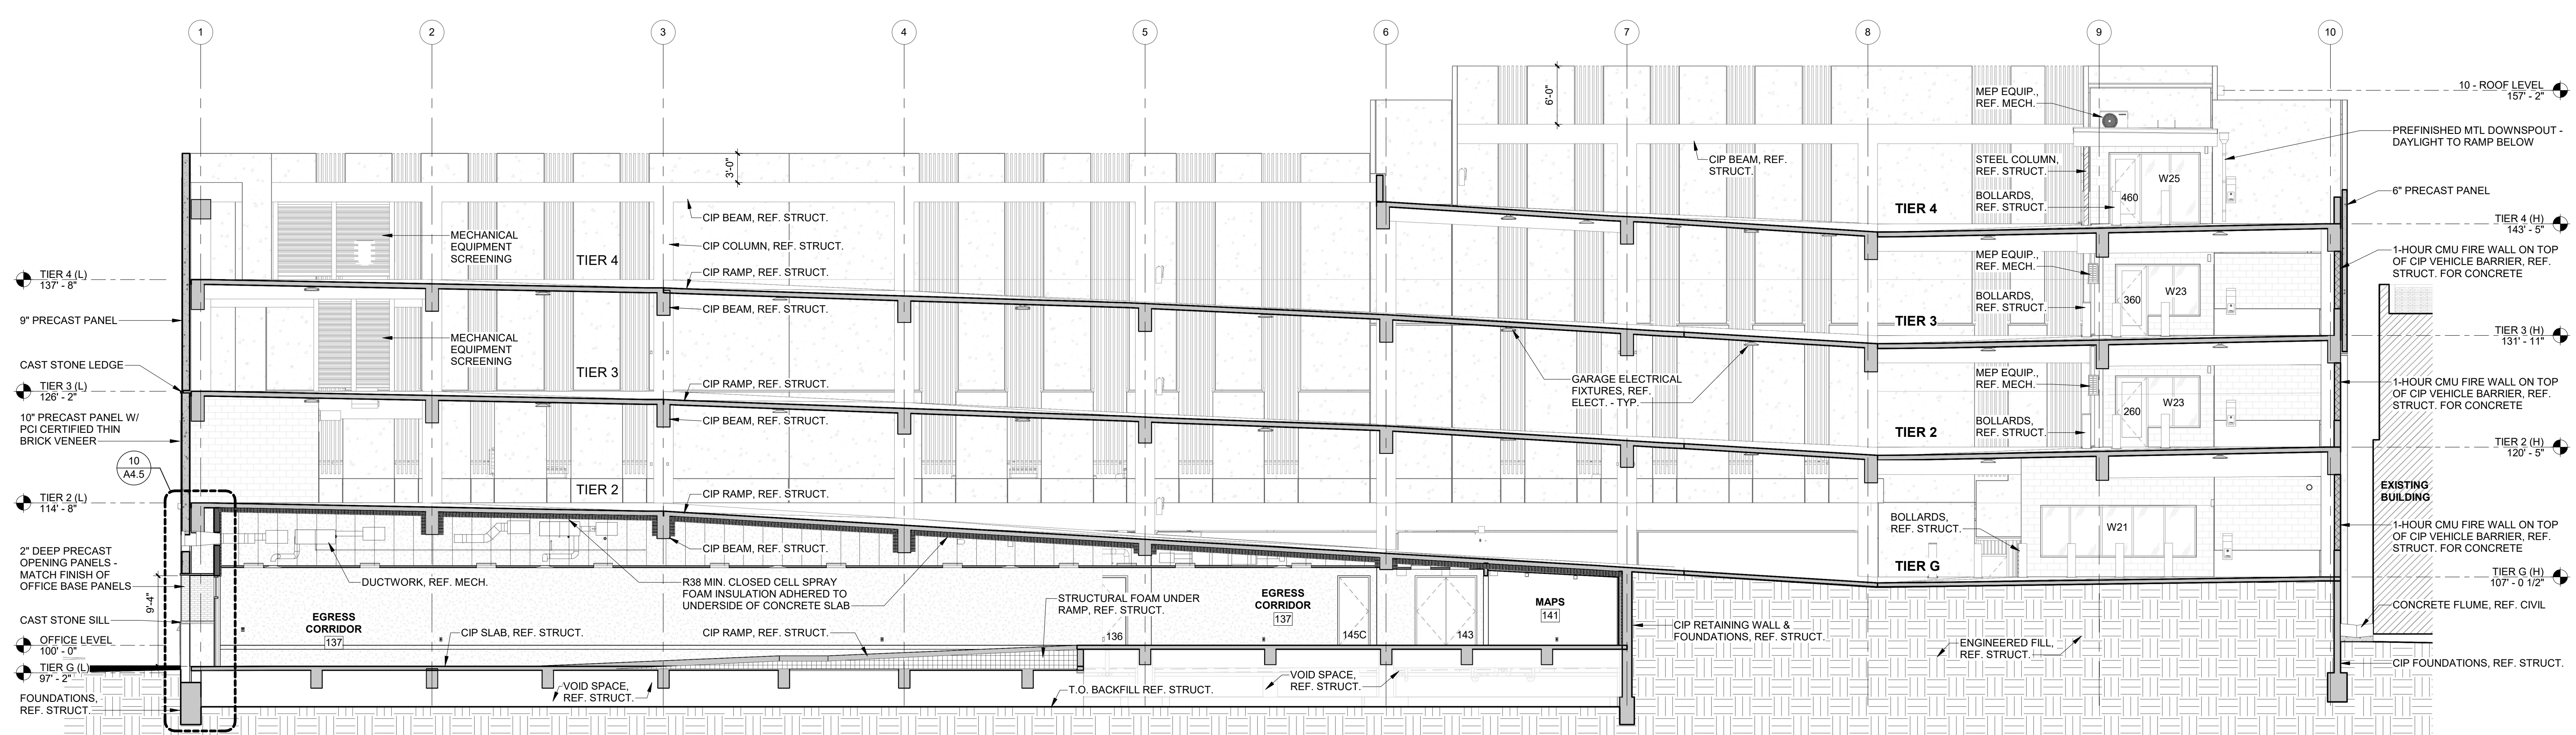 1
2
3
4
5
6
7
8
9
10
10 - ROOF LEVEL
157' - 2"
MEP EQUIP.,
REF. MECH.
6'-0"
PREFINISHED MTL DOWNSPOUT -
DAYLIGHT TO RAMP BELOW
3'-0"
CIP BEAM, REF.
STRUCT.
STEEL COLUMN,
REF. STRUCT.
W25
460
6" PRECAST PANEL
BOLLARDS,
REF. STRUCT.
TIER 4
CIP BEAM, REF. STRUCT.
TIER 4 (H)
143' - 5"
MECHANICAL
EQUIPMENT
SCREENING
CIP COLUMN, REF. STRUCT.
TIER 4
1-HOUR CMU FIRE WALL ON TOP
OF CIP VEHICLE BARRIER, REF.
STRUCT. FOR CONCRETE
MEP EQUIP.,
REF. MECH.
TIER 4 (L)
137' - 8"
CIP RAMP, REF. STRUCT.
W23
360
BOLLARDS,
REF. STRUCT.
CIP BEAM, REF. STRUCT.
9" PRECAST PANEL
TIER 3
TIER 3 (H)
131' - 11"
MECHANICAL
EQUIPMENT
SCREENING
CAST STONE LEDGE
TIER 3
MEP EQUIP.,
REF. MECH.
GARAGE ELECTRICAL
FIXTURES, REF.
ELECT. - TYP.
1-HOUR CMU FIRE WALL ON TOP
OF CIP VEHICLE BARRIER, REF.
STRUCT. FOR CONCRETE
TIER 3 (L)
126' - 2"
CIP RAMP, REF. STRUCT.
W23
260
10" PRECAST PANEL W/
PCI CERTIFIED THIN
BRICK VENEER
CIP BEAM, REF. STRUCT.
BOLLARDS,
REF. STRUCT.
TIER 2
TIER 2 (H)
120' - 5"
10
A4.5
TIER 2
EXISTING
BUILDING
CIP RAMP, REF. STRUCT.
TIER 2 (L)
114' - 8"
BOLLARDS,
REF. STRUCT.
W21
1-HOUR CMU FIRE WALL ON TOP
OF CIP VEHICLE BARRIER, REF.
STRUCT. FOR CONCRETE
2" DEEP PRECAST
OPENING PANELS -
MATCH FINISH OF
OFFICE BASE PANELS
CIP BEAM, REF. STRUCT.
TIER G
TIER G (H)
107' - 0 1/2"
DUCTWORK, REF. MECH.
R38 MIN. CLOSED CELL SPRAY
FOAM INSULATION ADHERED TO
UNDERSIDE OF CONCRETE SLAB
9'-4"
STRUCTURAL FOAM UNDER
RAMP, REF. STRUCT.
EGRESS
CORRIDOR
137
MAPS
141
CONCRETE FLUME, REF. CIVIL
CAST STONE SILL
EGRESS
CORRIDOR
137
CIP SLAB, REF. STRUCT.
CIP RAMP, REF. STRUCT.
136
145C
143
CIP RETAINING WALL &
FOUNDATIONS, REF. STRUCT.
ENGINEERED FILL,
REF. STRUCT.
OFFICE LEVEL
100' - 0"
TIER G (L)
97' - 2"
CIP FOUNDATIONS, REF. STRUCT.
VOID SPACE,
REF. STRUCT.
VOID SPACE,
REF. STRUCT.
T.O. BACKFILL REF. STRUCT.
FOUNDATIONS,
REF. STRUCT.